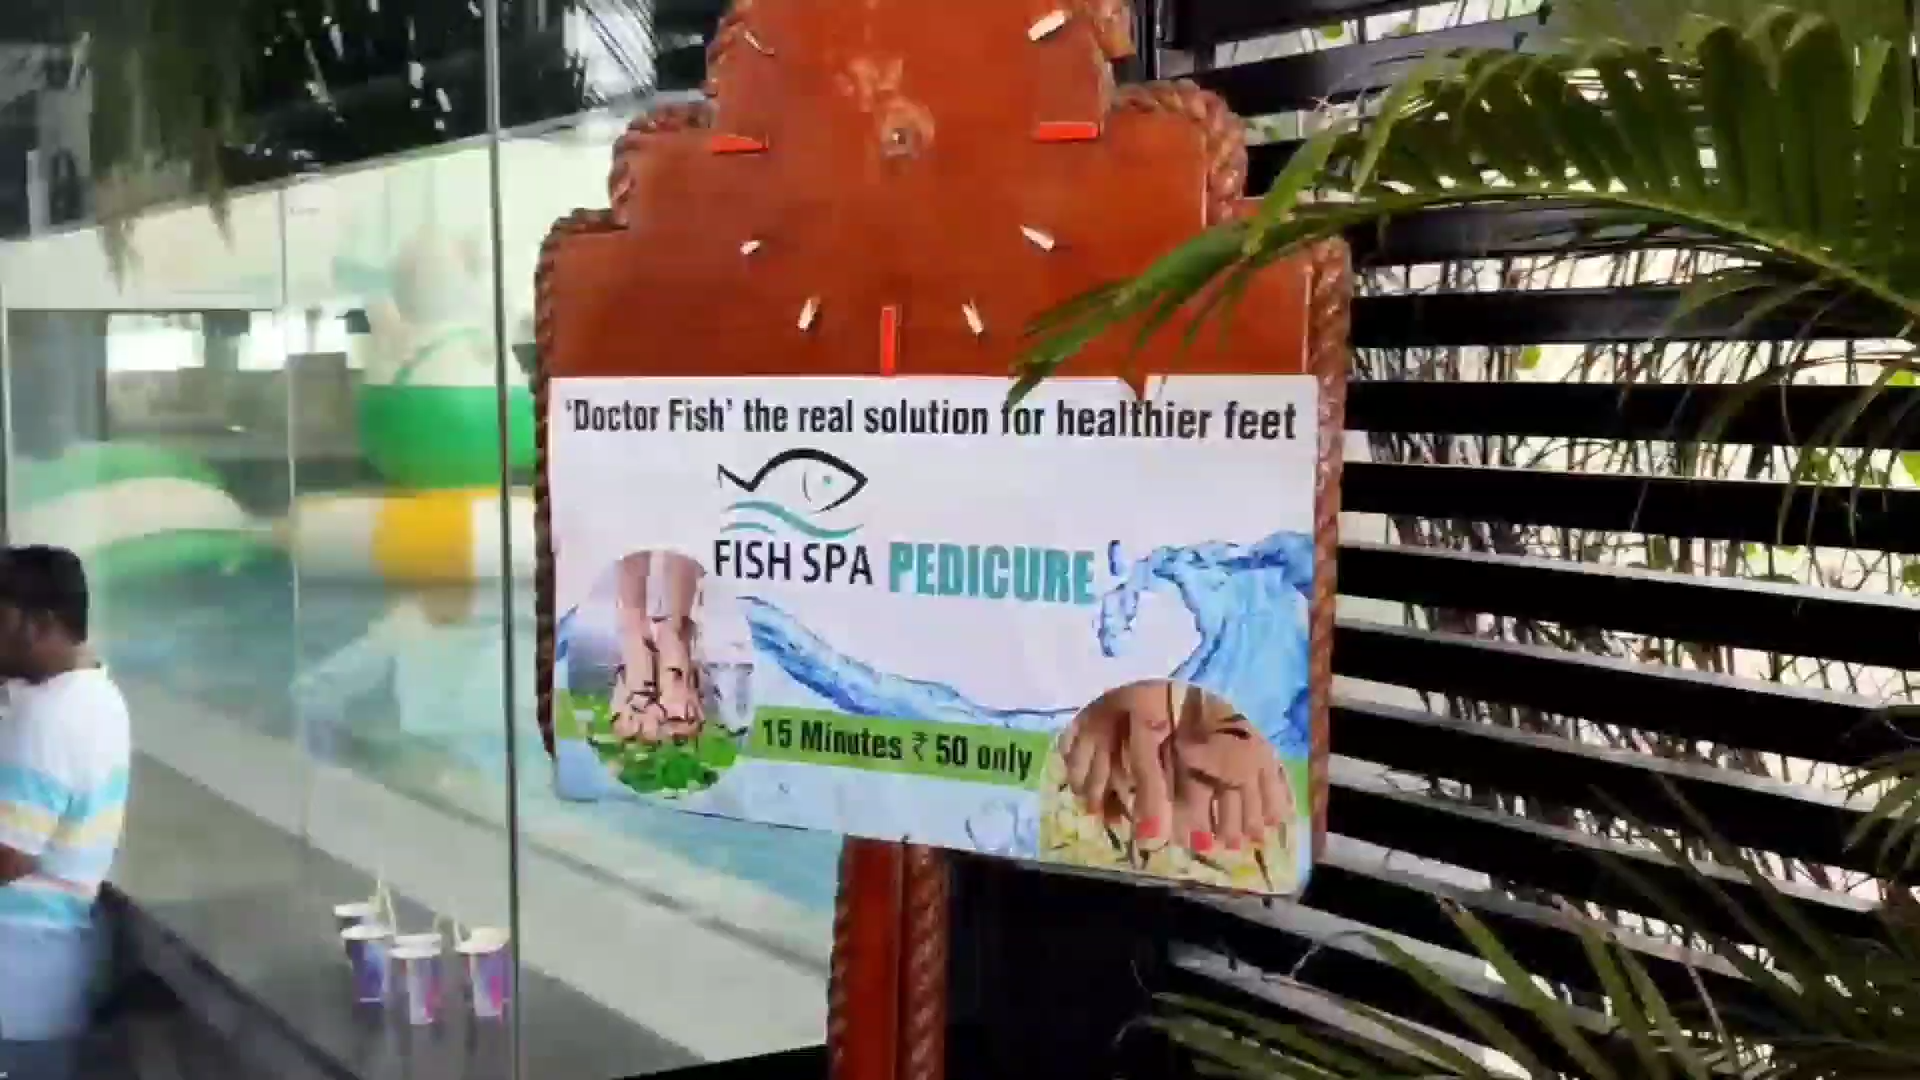 'Doctor Fish' the real solution for healthier feet
FISH SPA PEDICURE
15 Minutes ₹ 50 only